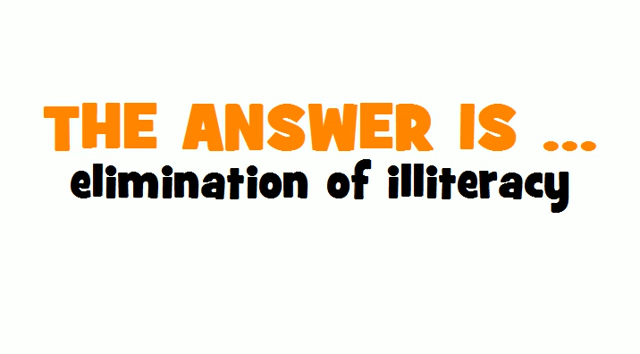 THE ANSWER IS ...
elimination of illiteracy